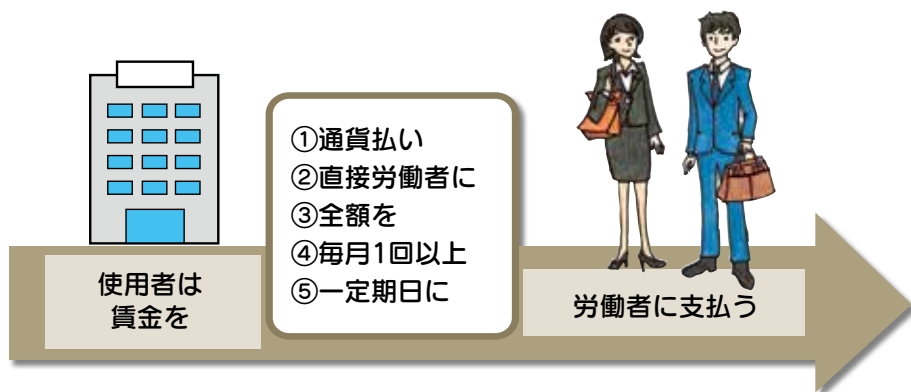 使用者は
賃金を
①通貨払い
②直接労働者に
③全額を
④毎月1回以上
⑤一定期日に
労働者に支払う